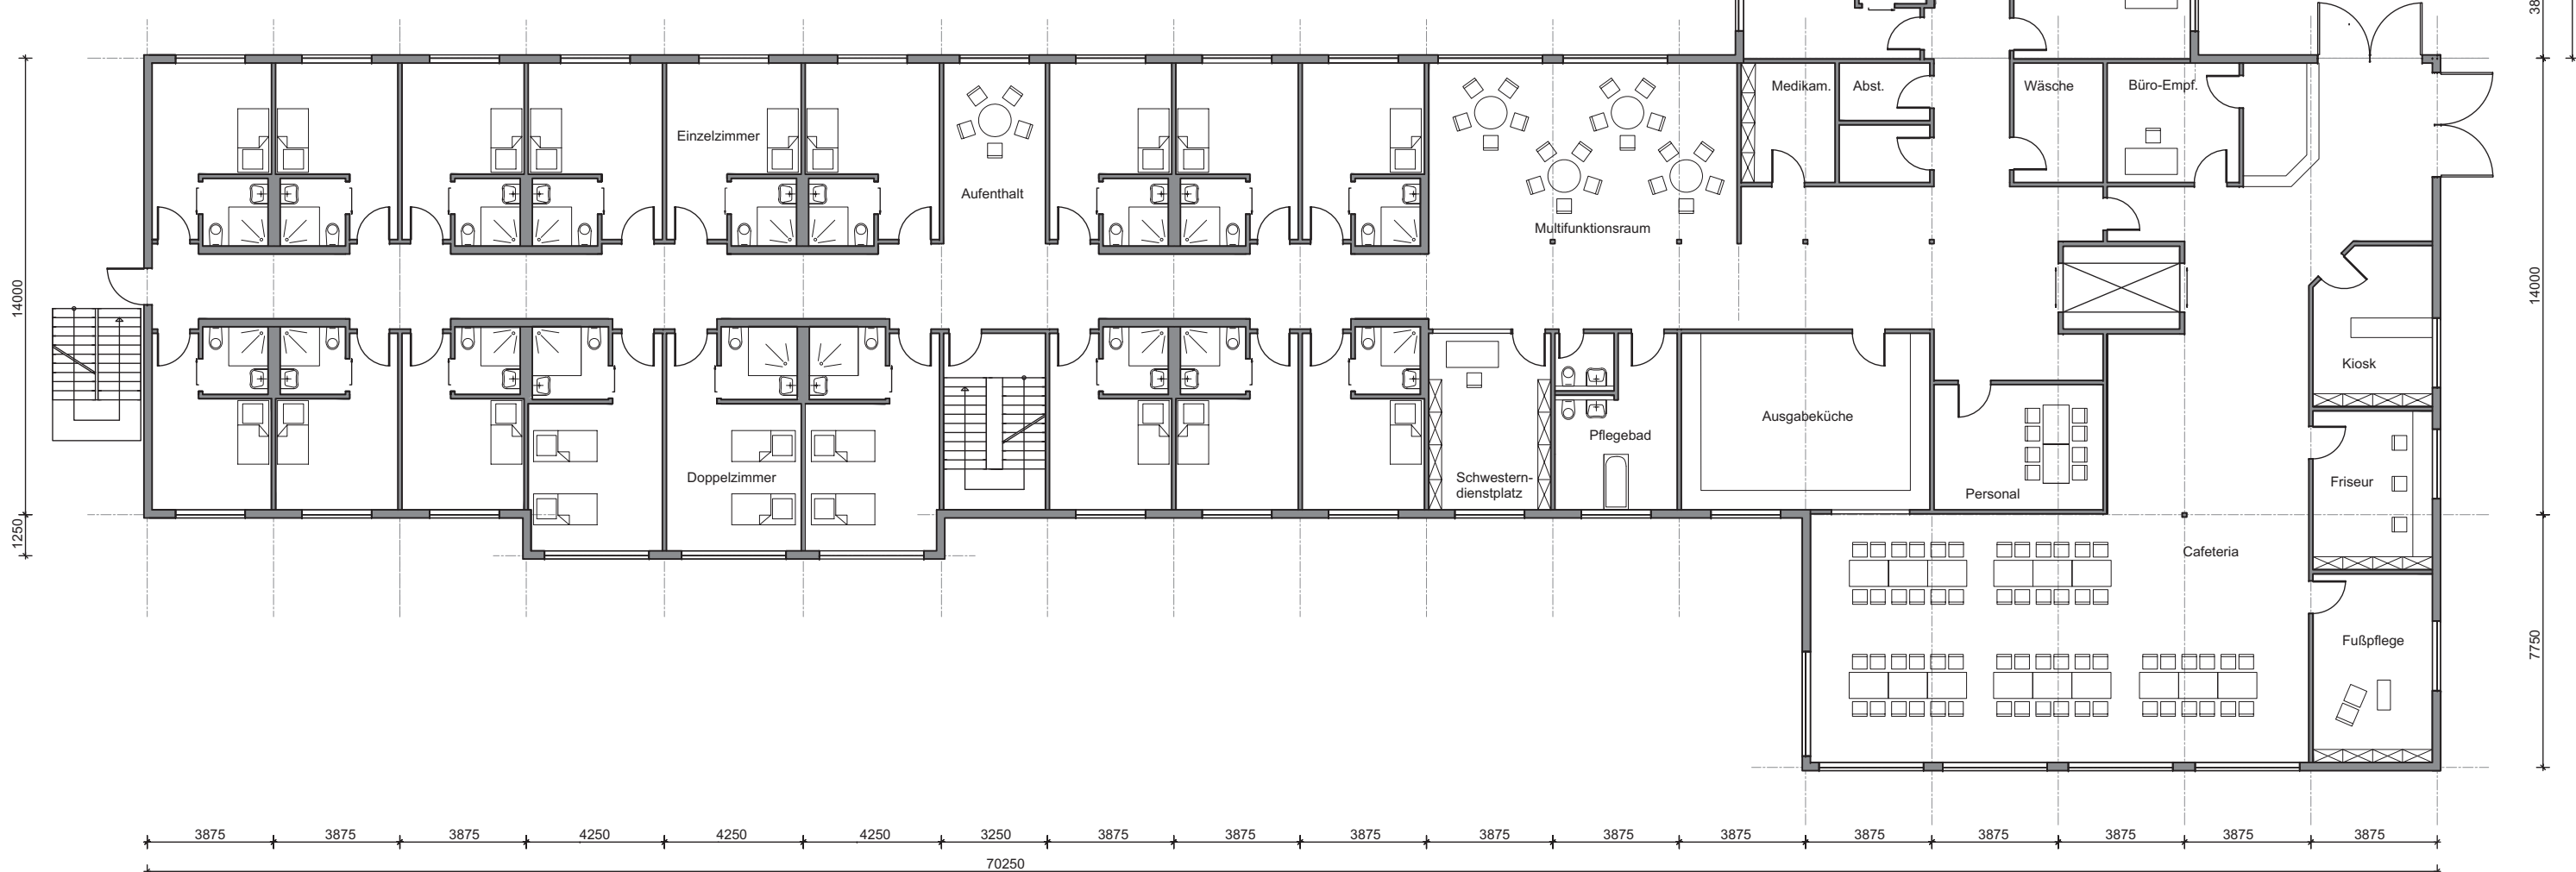 38
Medikam.
Abst.
Wäsche
Büro-Empf.
Einzelzimmer
Aufenthalt
Multifunktionsraum
14000
14000
Kiosk
Ausgabeküche
Pflegebad
Doppelzimmer
Schwestern-
dienstplatz
Personal
Friseur
1250
Cafeteria
Fußpflege
7750
3875 3875 3875 4250 4250 4250 3250 3875 3875 3875 3875 3875 3875 3875 3875 3875 3875 3875
70250